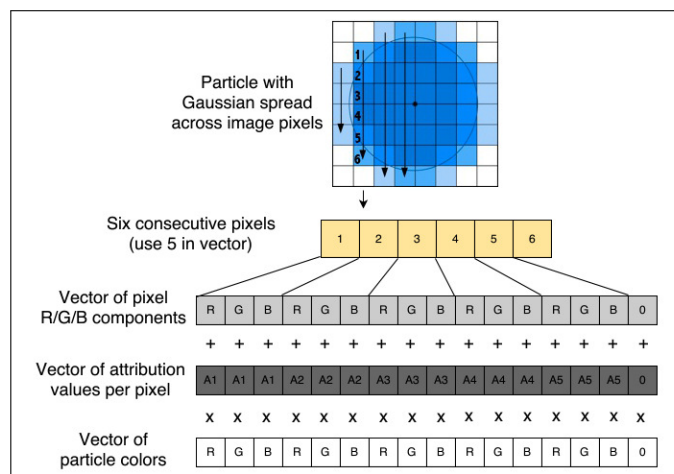 Particle with
Gaussian spread
across image pixels
1
2
3
4
5
6
Six consecutive pixels
(use 5 in vector)
1 2 3 4 5 6
Vector of pixel
R/G/B components
R G B R G B R G B R G B R G B 0
+ + + + + + + + + + + + + + + +
Vector of attribution
values per pixel
A1 A1 A1 A2 A2 A2 A3 A3 A3 A4 A4 A4 A5 A5 A5 0
x x x x x x x x x x x x x x x x
Vector of
particle colors
R G B R G B R G B R G B R G B 0